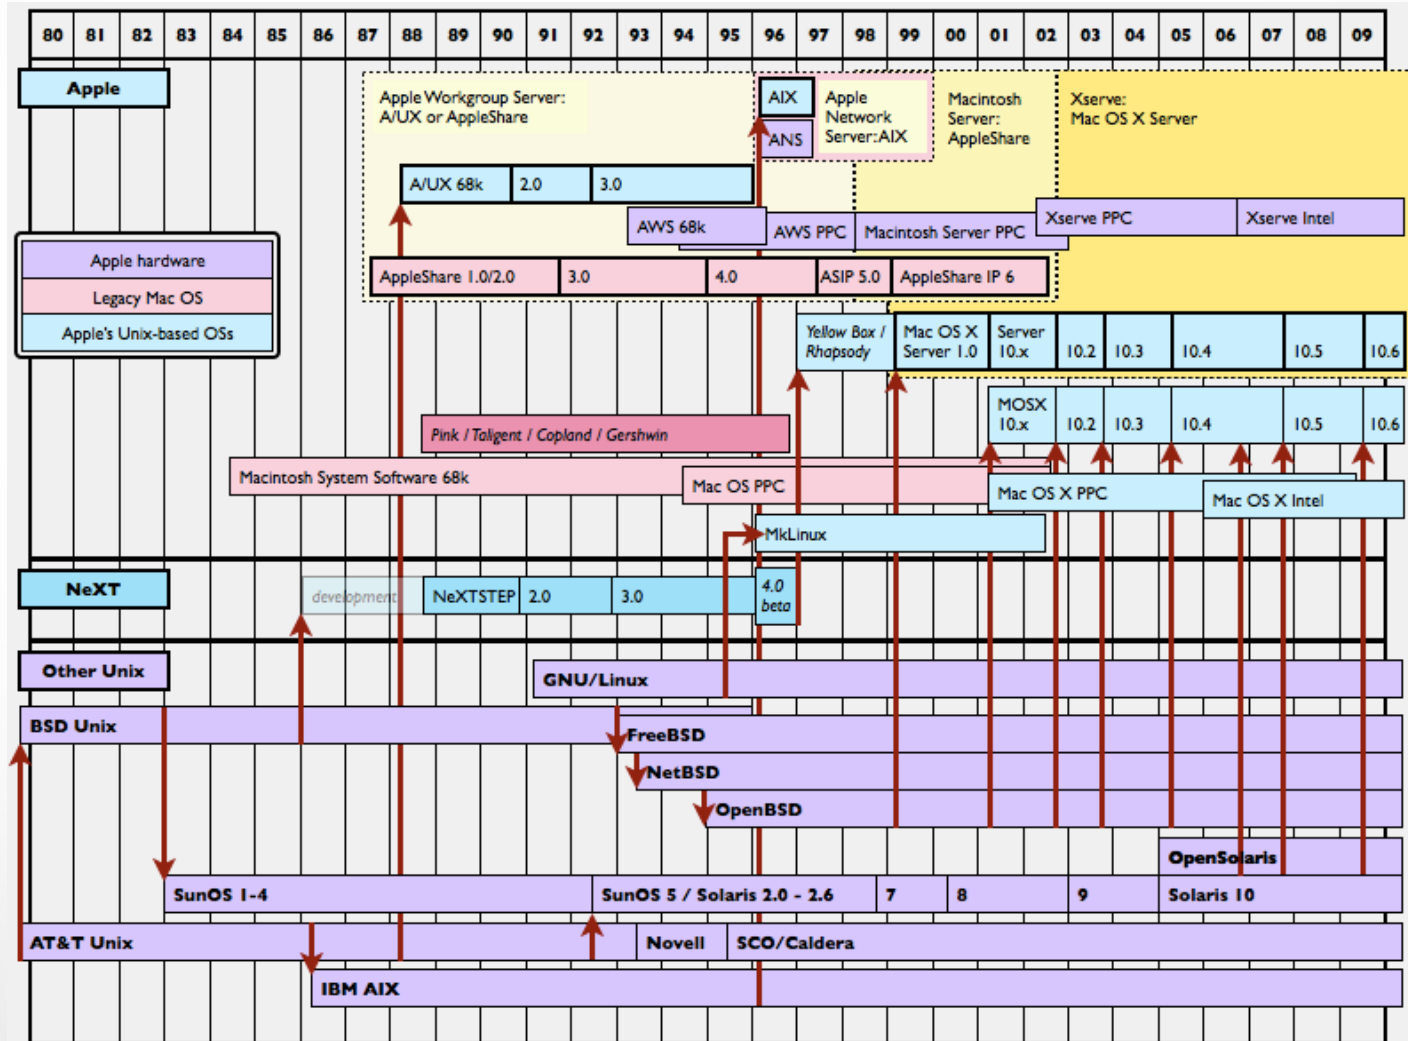 80 81 82 83 84 85 86 87 88 89 90 91 92 93 94 95 96 97 98 99 00 01 02 03 04 05 06 07 08 09
Apple
Apple Workgroup Server:
A/UX or AppleShare
AIX
ANS
Apple
Network
Server:AIX
Macintosh
Server:
AppleShare
Xserve:
Mac OS X Server
A/UX 68k 2.0 3.0
AWS 68k
AWS PPC
Macintosh Server PPC
Xserve PPC
Xserve Intel
Apple hardware
Legacy Mac OS
Apple's Unix-based OSs
AppleShare 1.0/2.0 3.0 4.0 ASIP 5.0 AppleShare IP 6
Yellow Box /
Rhapsody
Mac OS X
Server 1.0
Server
10.x
10.2 10.3 10.4 10.5 10.6
MOSX
10.x
10.2 10.3 10.4 10.5 10.6
Pink / Taligent / Copland / Gershwin
Macintosh System Software 68k
Mac OS PPC
Mac OS X PPC
Mac OS X Intel
MkLinux
NeXT
development
NeXTSTEP 2.0 3.0
4.0
beta
Other Unix
GNU/Linux
BSD Unix
FreeBSD
NetBSD
OpenBSD
OpenSolaris
SunOS 1-4
SunOS 5 / Solaris 2.0 - 2.6
7 8 9
Solaris 10
AT&T Unix
Novell
SCO/Caldera
IBM AIX